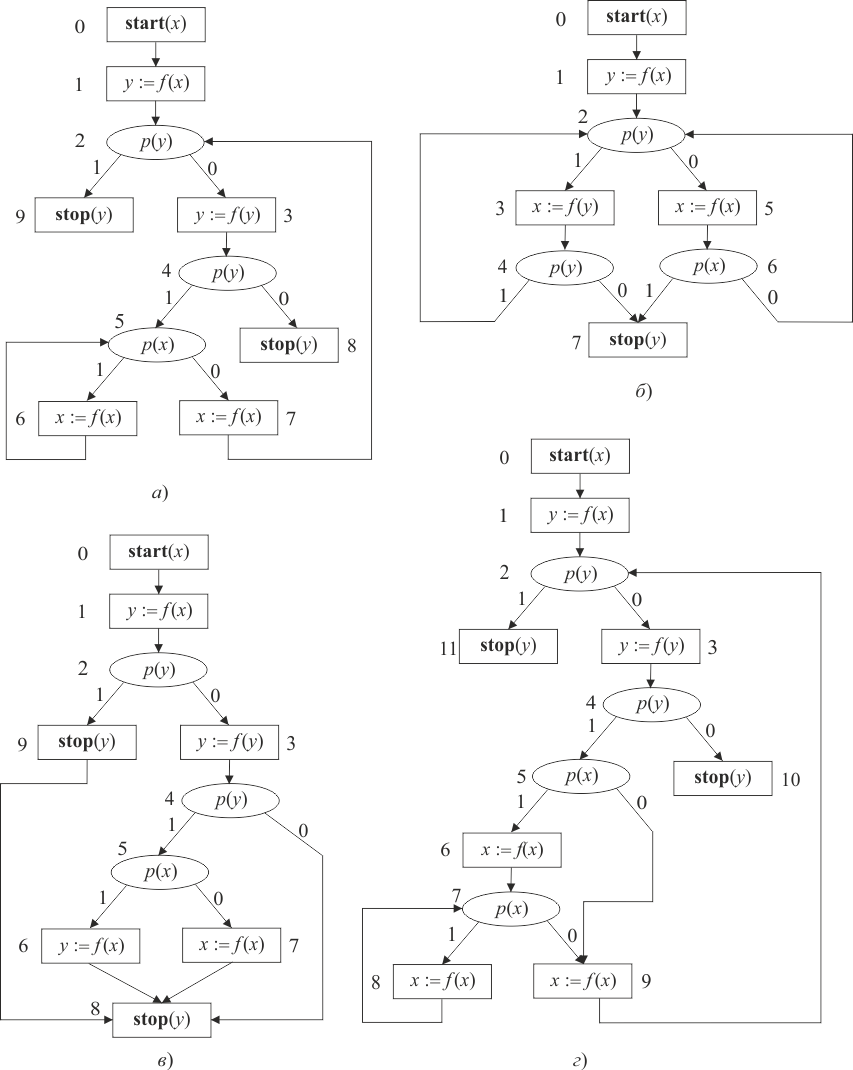 0 start(x)
1 y := f(x)
2 p(y)
1 0
9 stop(y) y := f(y) 3
4 p(y)
1 0
5 p(x) stop(y) 8
1 0
6 x := f(x) x := f(x) 7
а)
0 start(x)
1 y := f(x)
2 p(y)
1 0
3 x := f(y) x := f(x) 5
4 p(y) p(x) 6
1 0 1 0
7 stop(y)
б)
0 start(x)
1 y := f(x)
2 p(y)
1 0
9 stop(y) y := f(y) 3
4 p(y)
1 0
5 p(x)
1 0
6 y := f(x) x := f(x) 7
8 stop(y)
в)
0 start(x)
1 y := f(x)
2 p(y)
1 0
11 stop(y) y := f(y) 3
4 p(y)
1 0
5 p(x) stop(y) 10
1 0
6 x := f(x)
7 p(x)
1 0
8 x := f(x) x := f(x) 9
г)